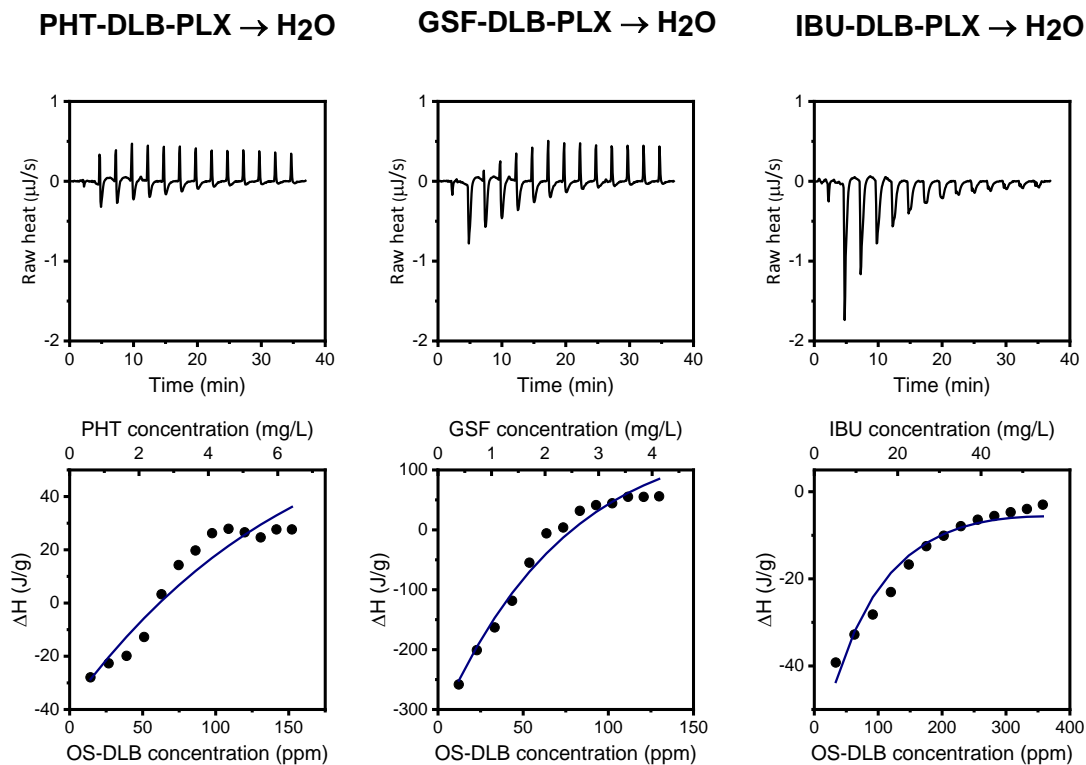 PHT-DLB-PLX → H2O
GSF-DLB-PLX → H2O
IBU-DLB-PLX → H2O
1
0
-1
-2
Raw heat (μJ/s)
0 10 20 30 40
Time (min)
1
0
-1
-2
Raw heat (μJ/s)
0 10 20 30 40
Time (min)
1
0
-1
-2
Raw heat (μJ/s)
0 10 20 30 40
Time (min)
PHT concentration (mg/L)
0 2 4 6
40
20
0
-20
-40
ΔH (J/g)
0 50 100 150
OS-DLB concentration (ppm)
GSF concentration (mg/L)
0 1 2 3 4
100
0
-100
-200
-300
ΔH (J/g)
0 50 100 150
OS-DLB concentration (ppm)
IBU concentration (mg/L)
0 20 40
0
-20
-40
ΔH (J/g)
0 100 200 300 400
OS-DLB concentration (ppm)